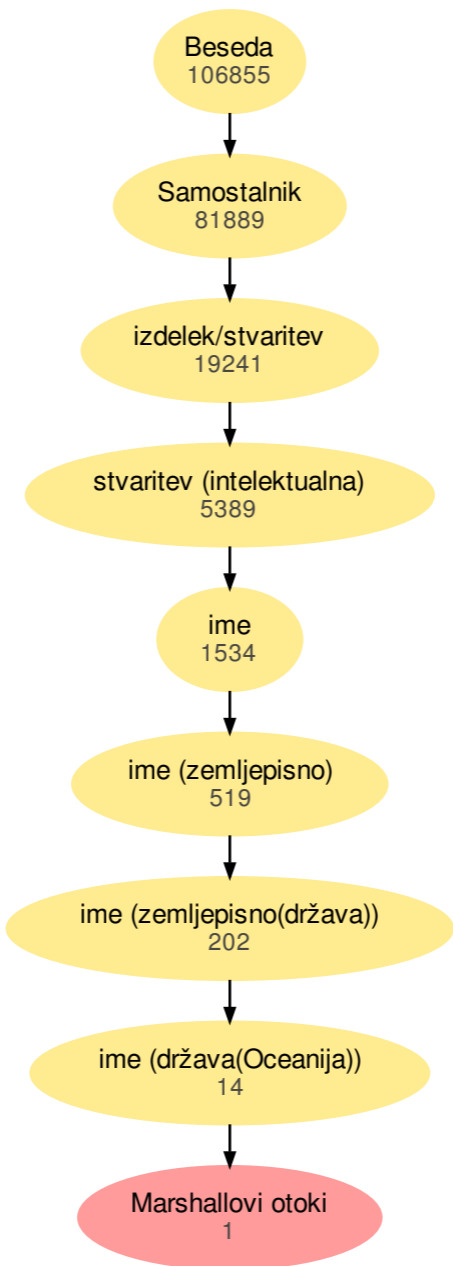 Beseda
106855
Samostalnik
81889
izdelek/stvaritev
19241
stvaritev (intelektualna)
5389
ime
1534
ime (zemljepisno)
519
ime (zemljepisno(država))
202
ime (država(Oceanija))
14
Marshallovi otoki
1